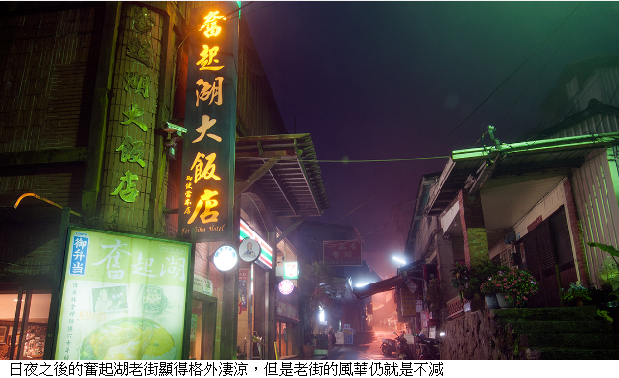 奮起湖大飯店
奮起湖大飯店
Fen Chihu Hotel
御弁当
奮起湖
日夜之後的奮起湖老街顯得格外淒涼，但是老街的風華仍就是不減